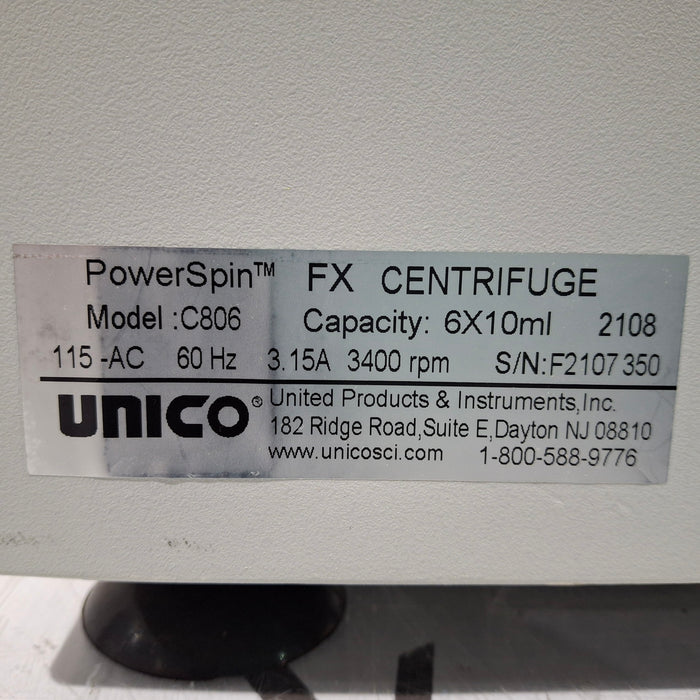 PowerSpin™ FX CENTRIFUGE
Model :C806 Capacity: 6X10ml 2108
115 -AC 60 Hz 3.15A 3400 rpm S/N:F2107 350
UNICO® United Products & Instruments,Inc.
182 Ridge Road,Suite E,Dayton NJ 08810
www.unicosci.com 1-800-588-9776